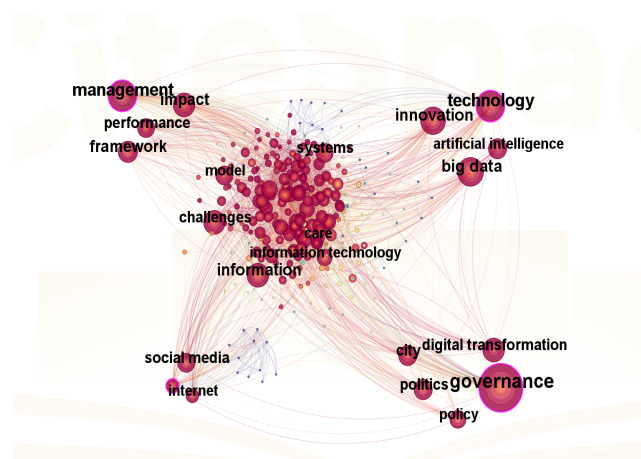 CiteSpace
management
impact
technology
innovation
performance
framework
systems
artificial intelligence
big data
model
challenges
care
information technology
information
digital transformation
city
social media
politics
governance
internet
policy